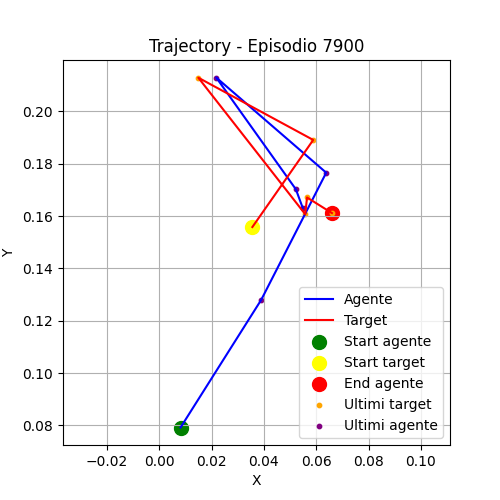 Trajectory - Episodio 7900
Y
0.20
0.18
0.16
0.14
0.12
0.10
0.08
−0.02
0.00
0.02
0.04
0.06
0.08
0.10
X
Agente
Target
Start agente
Start target
End agente
Ultimi target
Ultimi agente